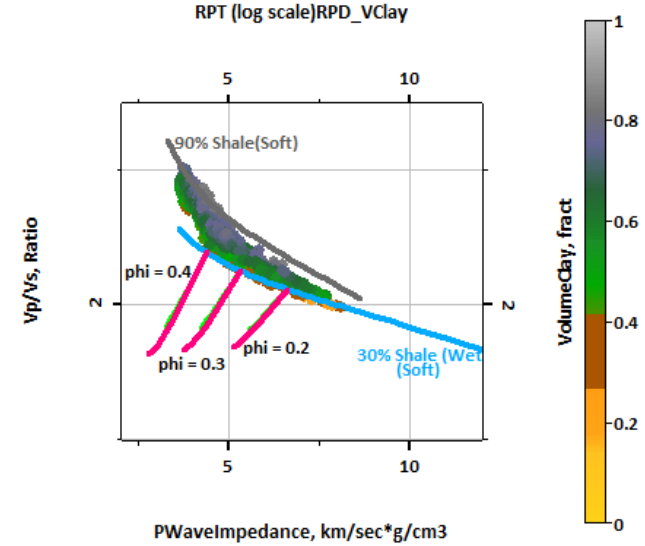 RPT (log scale)RPD_VClay
5 10
90% Shale(Soft)
phi = 0.4
phi = 0.3
phi = 0.2
30% Shale (Wet
(Soft)
2
2
Vp/Vs, Ratio
5 10
PWaveImpedance, km/sec*g/cm3
1
0.8
0.6
0.4
0.2
0
VolumeClay, fract